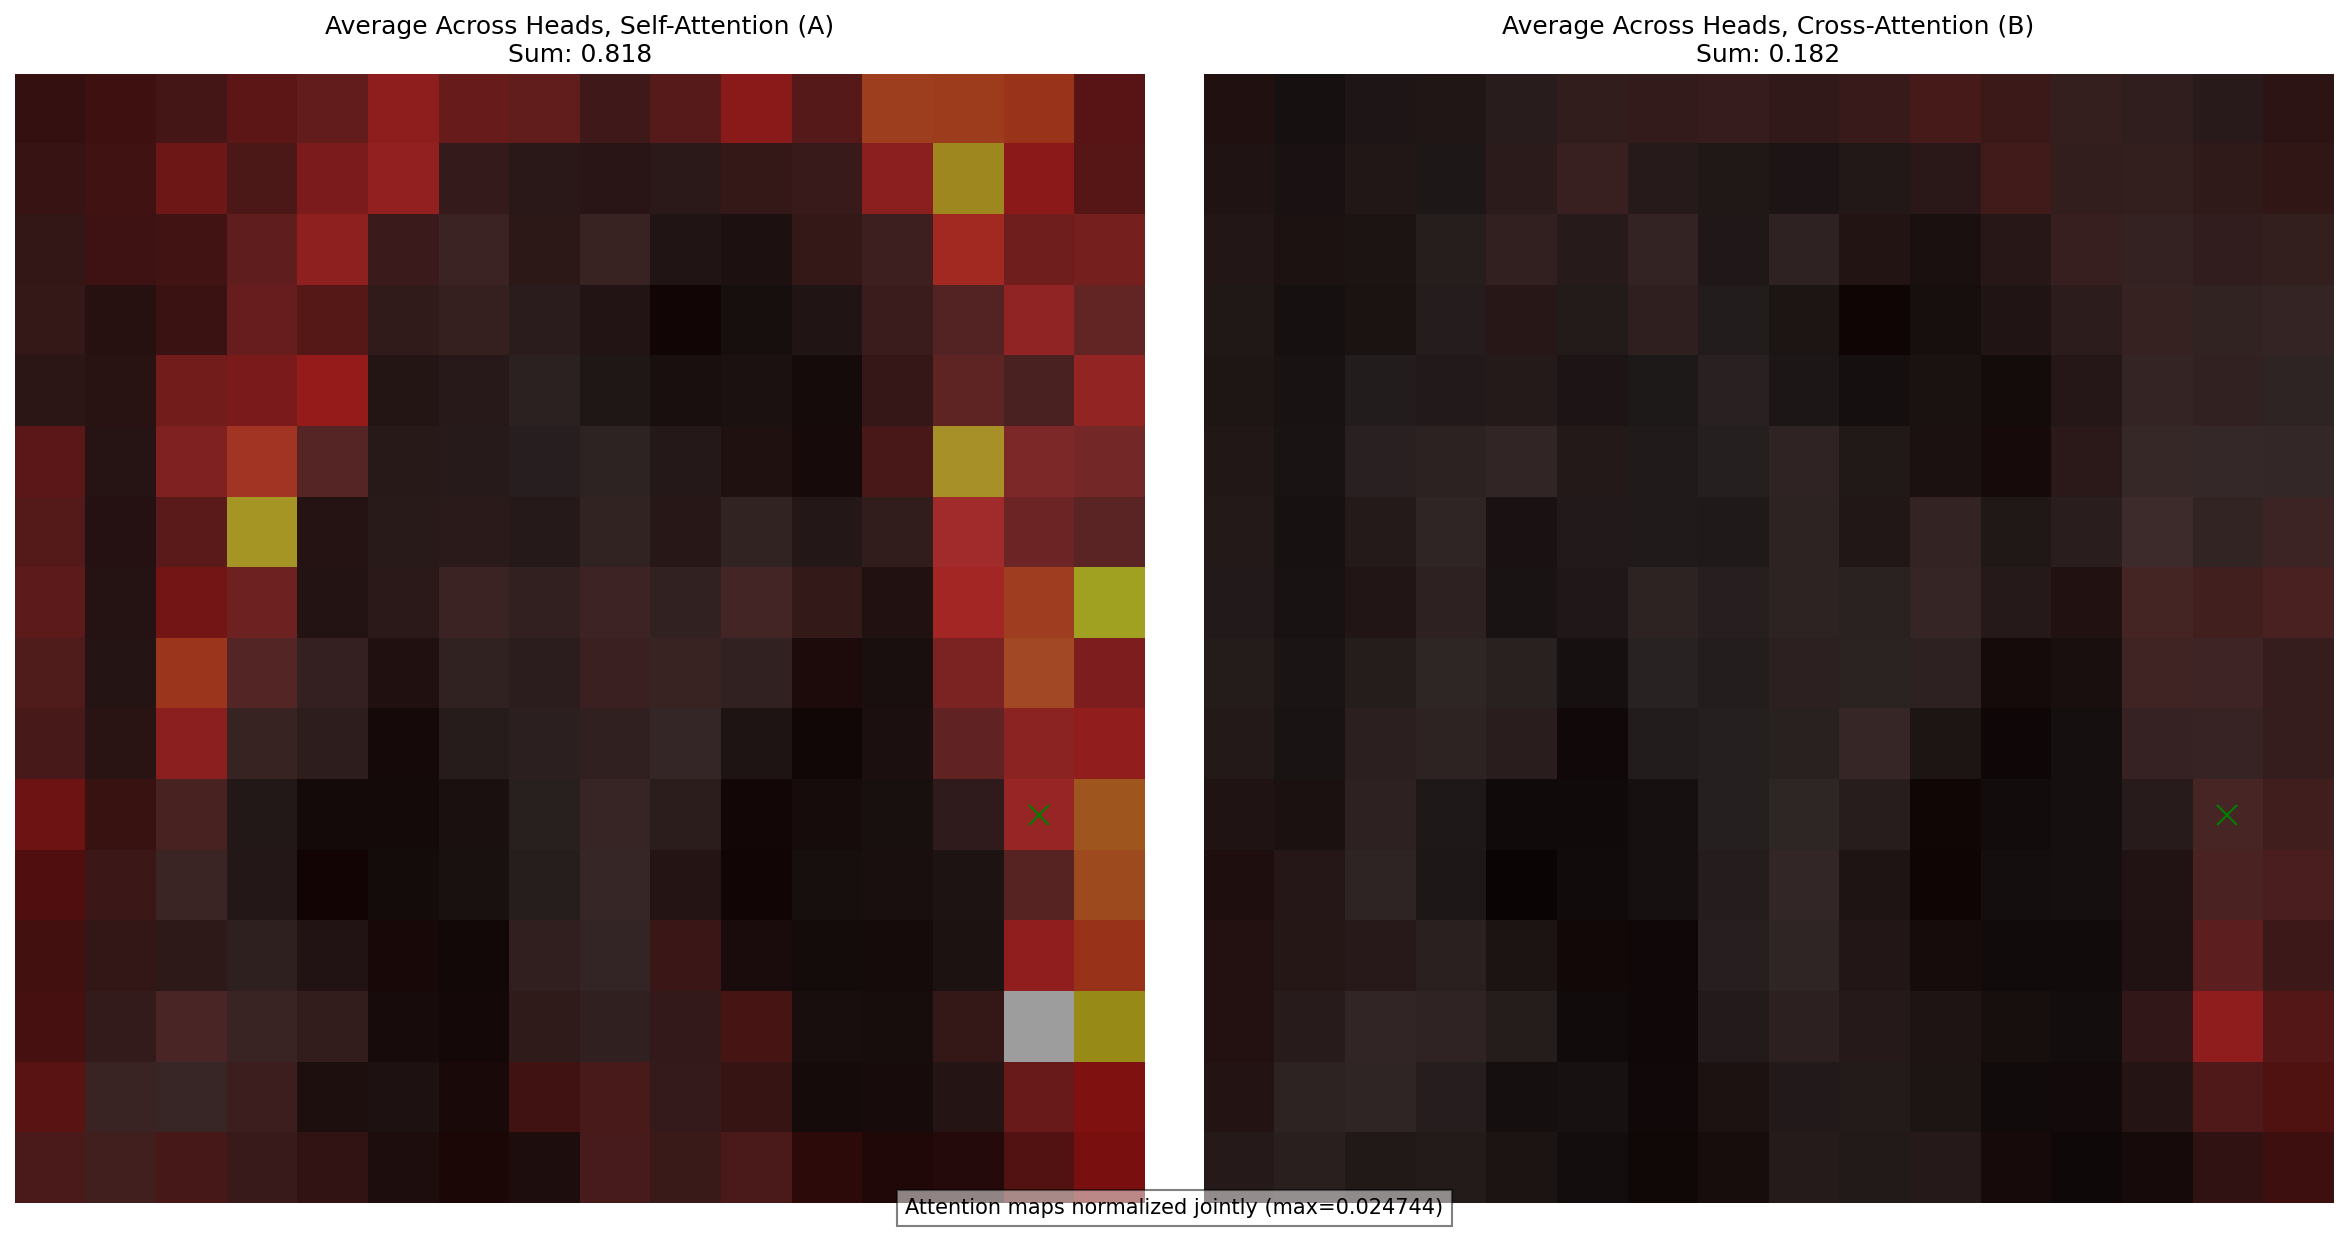 Average Across Heads, Self-Attention (A)
Sum: 0.818
Average Across Heads, Cross-Attention (B)
Sum: 0.182
Attention maps normalized jointly (max=0.024744)